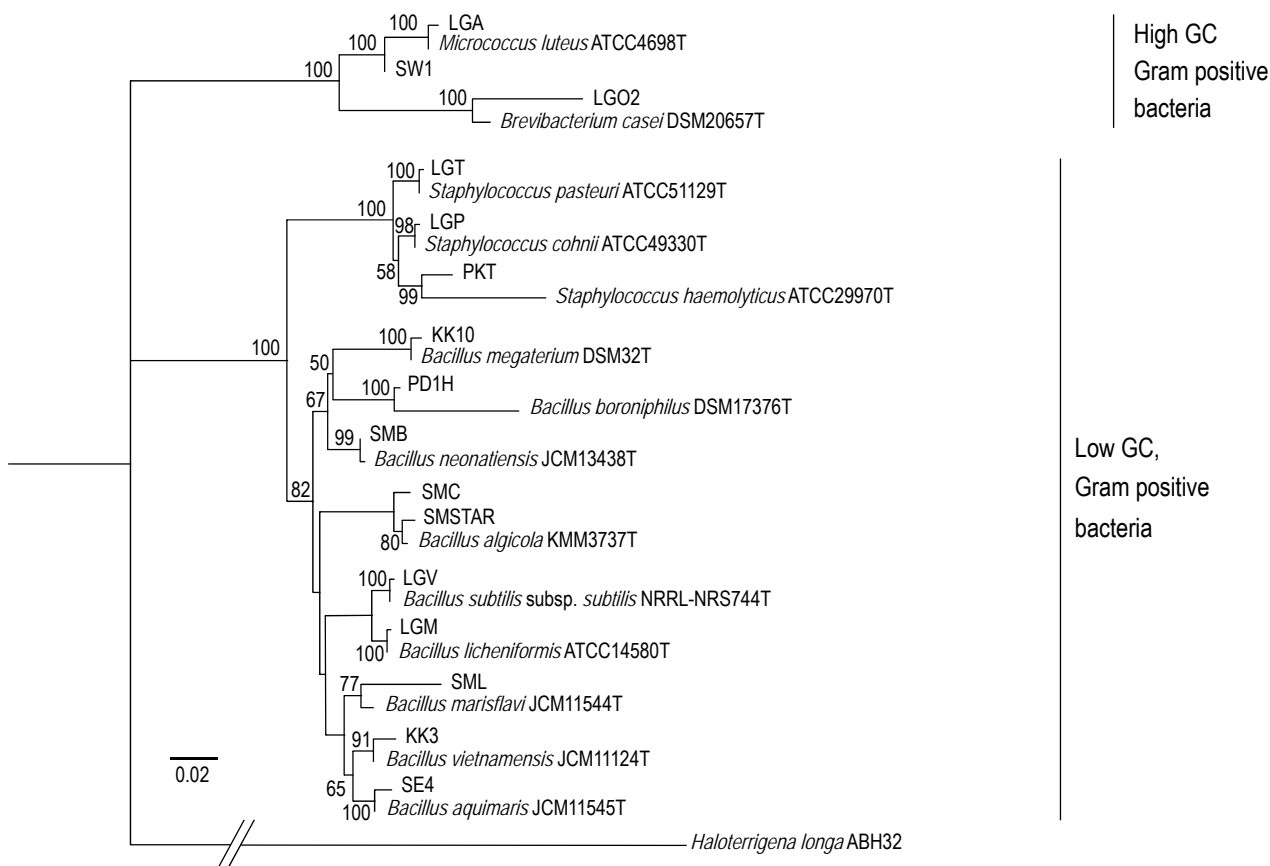 100
LGA
100
Micrococcus luteus ATCC4698T
100
SW1
100
LGO2
Brevibacterium casei DSM20657T
High GC
Gram positive
bacteria
100
LGT
Staphylococcus pasteuri ATCC51129T
100
98
LGP
Staphylococcus cohnii ATCC49330T
58
PKT
99
Staphylococcus haemolyticus ATCC29970T
100
100
KK10
Bacillus megaterium DSM32T
50
100
PD1H
67
Bacillus boroniphilus DSM17376T
99
SMB
Bacillus neonatiensis JCM13438T
82
SMC
SMSTAR
80
Bacillus algicola KMM3737T
100
LGV
Bacillus subtilis subsp. subtilis NRRL-NRS744T
LGM
100
Bacillus licheniformis ATCC14580T
77
SML
Bacillus marisflavi JCM11544T
91
KK3
Bacillus vietnamensis JCM11124T
65
SE4
100
Bacillus aquimaris JCM11545T
Low GC,
Gram positive
bacteria
0.02
Haloterrigena longa ABH32